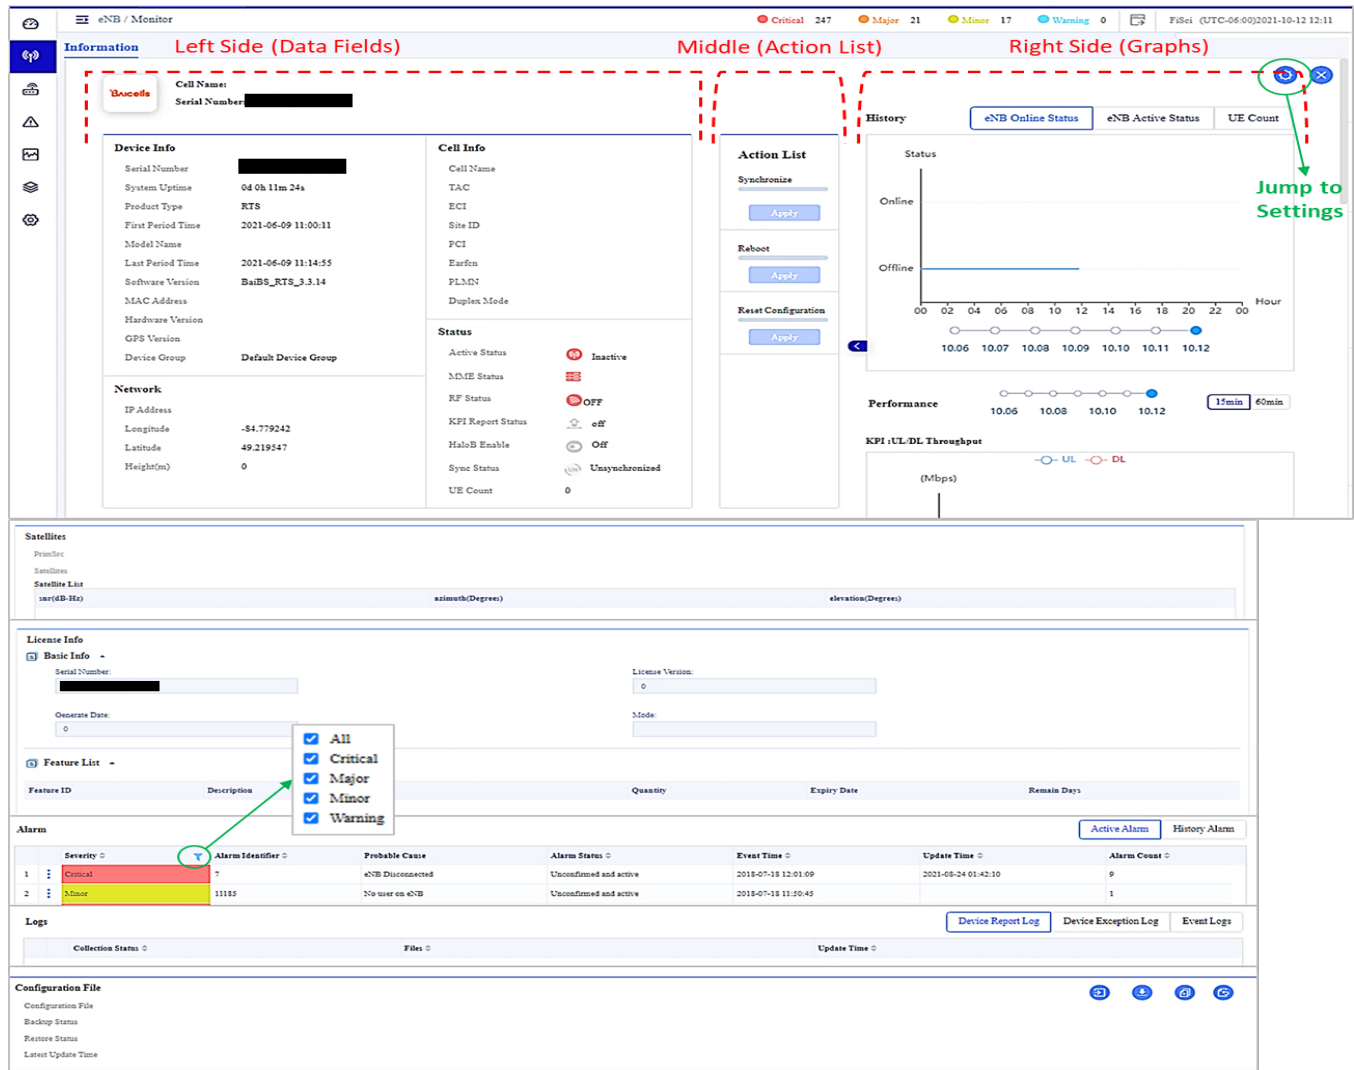 eNB / Monitor
Critical 247 Major 21 Minor 17 Warning 0 FiSci (UTC-06:00)2021-10-12 12:11
Information
Left Side (Data Fields)
Middle (Action List)
Right Side (Graphs)
Baicells
Cell Name:
Serial Number:
Device Info
Serial Number
System Uptime 0d 0h 11m 24s
Product Type RTS
First Period Time 2021-06-09 11:00:11
Model Name
Last Period Time 2021-06-09 11:14:55
Software Version BaiBS_RTS_3.3.14
MAC Address
Hardware Version
GPS Version
Device Group Default Device Group
Network
IP Address
Longitude -84.779242
Latitude 49.219547
Height(m) 0
Cell Info
Cell Name
TAC
ECI
Site ID
PCI
Earfcn
PLMN
Duplex Mode
Status
Active Status Inactive
MME Status
RF Status OFF
KPI Report Status off
HaloB Enable Off
Sync Status Unsynchronized
UE Count 0
Action List
Synchronize
Apply
Reboot
Apply
Reset Configuration
Apply
History eNB Online Status eNB Active Status UE Count
Jump to
Settings
Status
Online
Offline
00 02 04 06 08 10 12 14 16 18 20 22 00 Hour
10.06 10.07 10.08 10.09 10.10 10.11 10.12
Performance 10.06 10.08 10.10 10.12 15min 60min
KPI :UL/DL Throughput
UL DL
(Mbps)
Satellites
PrimSrc
Satellites
Satellite List
snr(dB-Hz) azimuth(Degrees) elevation(Degrees)
License Info
Basic Info
Serial Number: License Version:
0
Generate Date: Mode:
0
All
Critical
Major
Minor
Warning
Feature List
Feature ID Description Quantity Expiry Date Remain Days
Alarm Active Alarm History Alarm
Severity Alarm Identifier Probable Cause Alarm Status Event Time Update Time Alarm Count
1 Critical 7 eNB Disconnected Unconfirmed and active 2018-07-18 12:01:09 2021-08-24 01:42:10 9
2 Minor 11185 No user on eNB Unconfirmed and active 2018-07-18 11:50:45 1
Logs Device Report Log Device Exception Log Event Logs
Collection Status Files Update Time
Configuration File
Configuration File
Backup Status
Restore Status
Latest Update Time